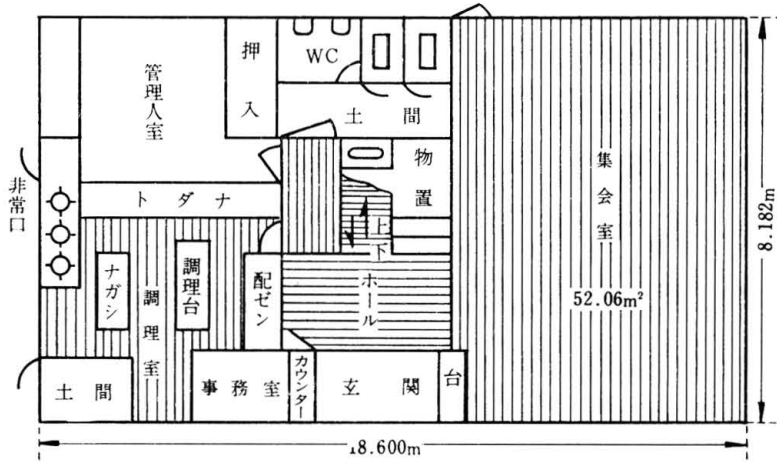 押入
WC
管理人室
土間
物置
集会室
非常口
トダナ
上
下
8.182m
ナガシ
調理台
配ゼン
ホール
調理室
52.06m²
土間
事務室
カウンター
玄関
台
18.600m